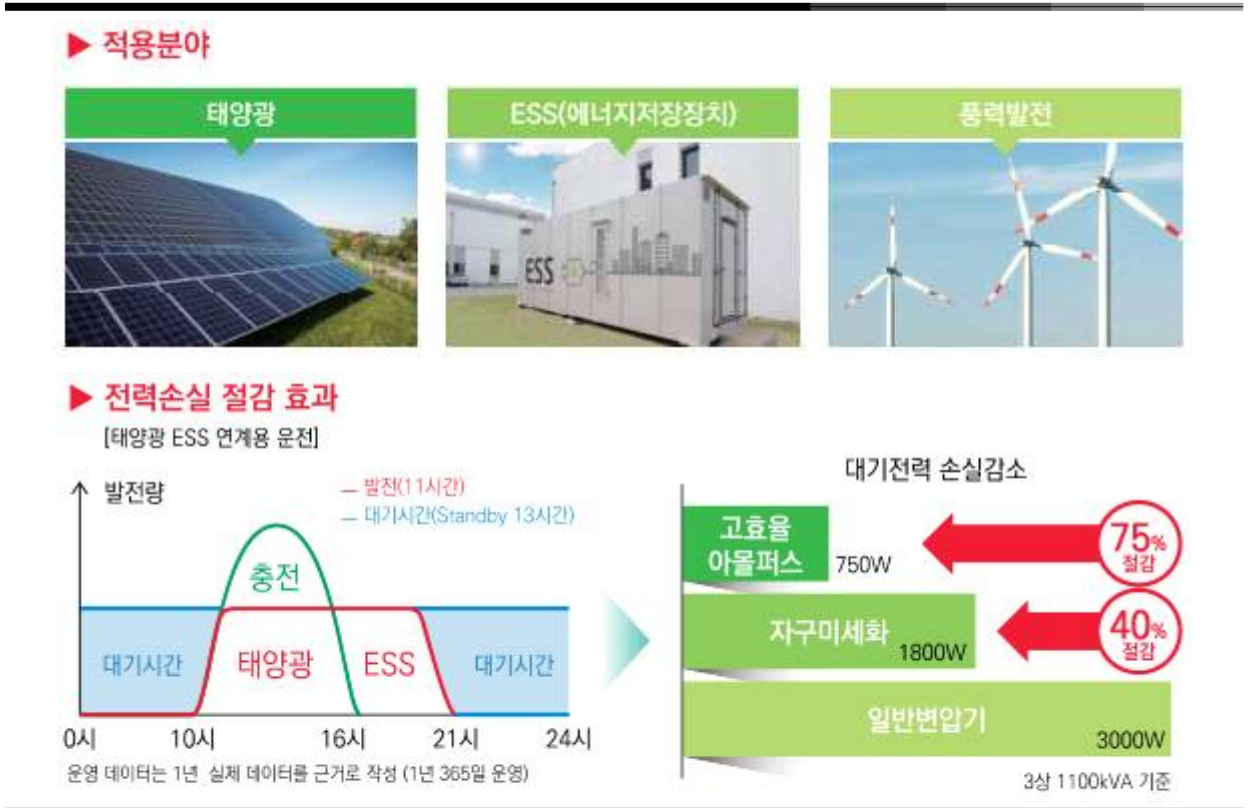 ▶ 적용분야
태양광
ESS(에너지저장장치)
풍력발전
ESS
▶ 전력손실 절감 효과
[태양광 ESS 연계용 운전]
발전량
발전(11시간)
대기시간(Standby 13시간)
충전
대기시간
태양광
ESS
대기시간
0시 10시 16시 21시 24시
운영 데이터는 1년 실제 데이터를 근거로 작성 (1년 365일 운영)
대기전력 손실감소
고효율
아몰퍼스
750W
75%
절감
자구미세화
1800W
40%
절감
일반변압기
3000W
3상 1100kVA 기준